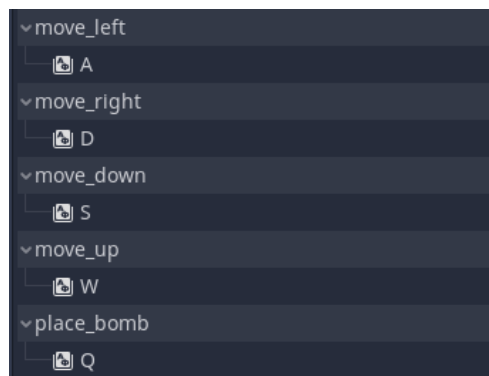 move_left
A
move_right
D
move_down
S
move_up
W
place_bomb
Q